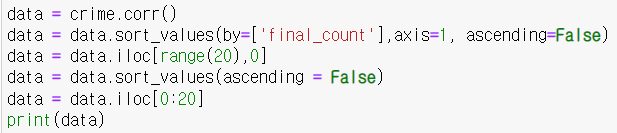 data = crime.corr()
data = data.sort_values(by=['final_count'],axis=1, ascending=False)
data = data.iloc[range(20),0]
data = data.sort_values(ascending = False)
data = data.iloc[0:20]
print(data)